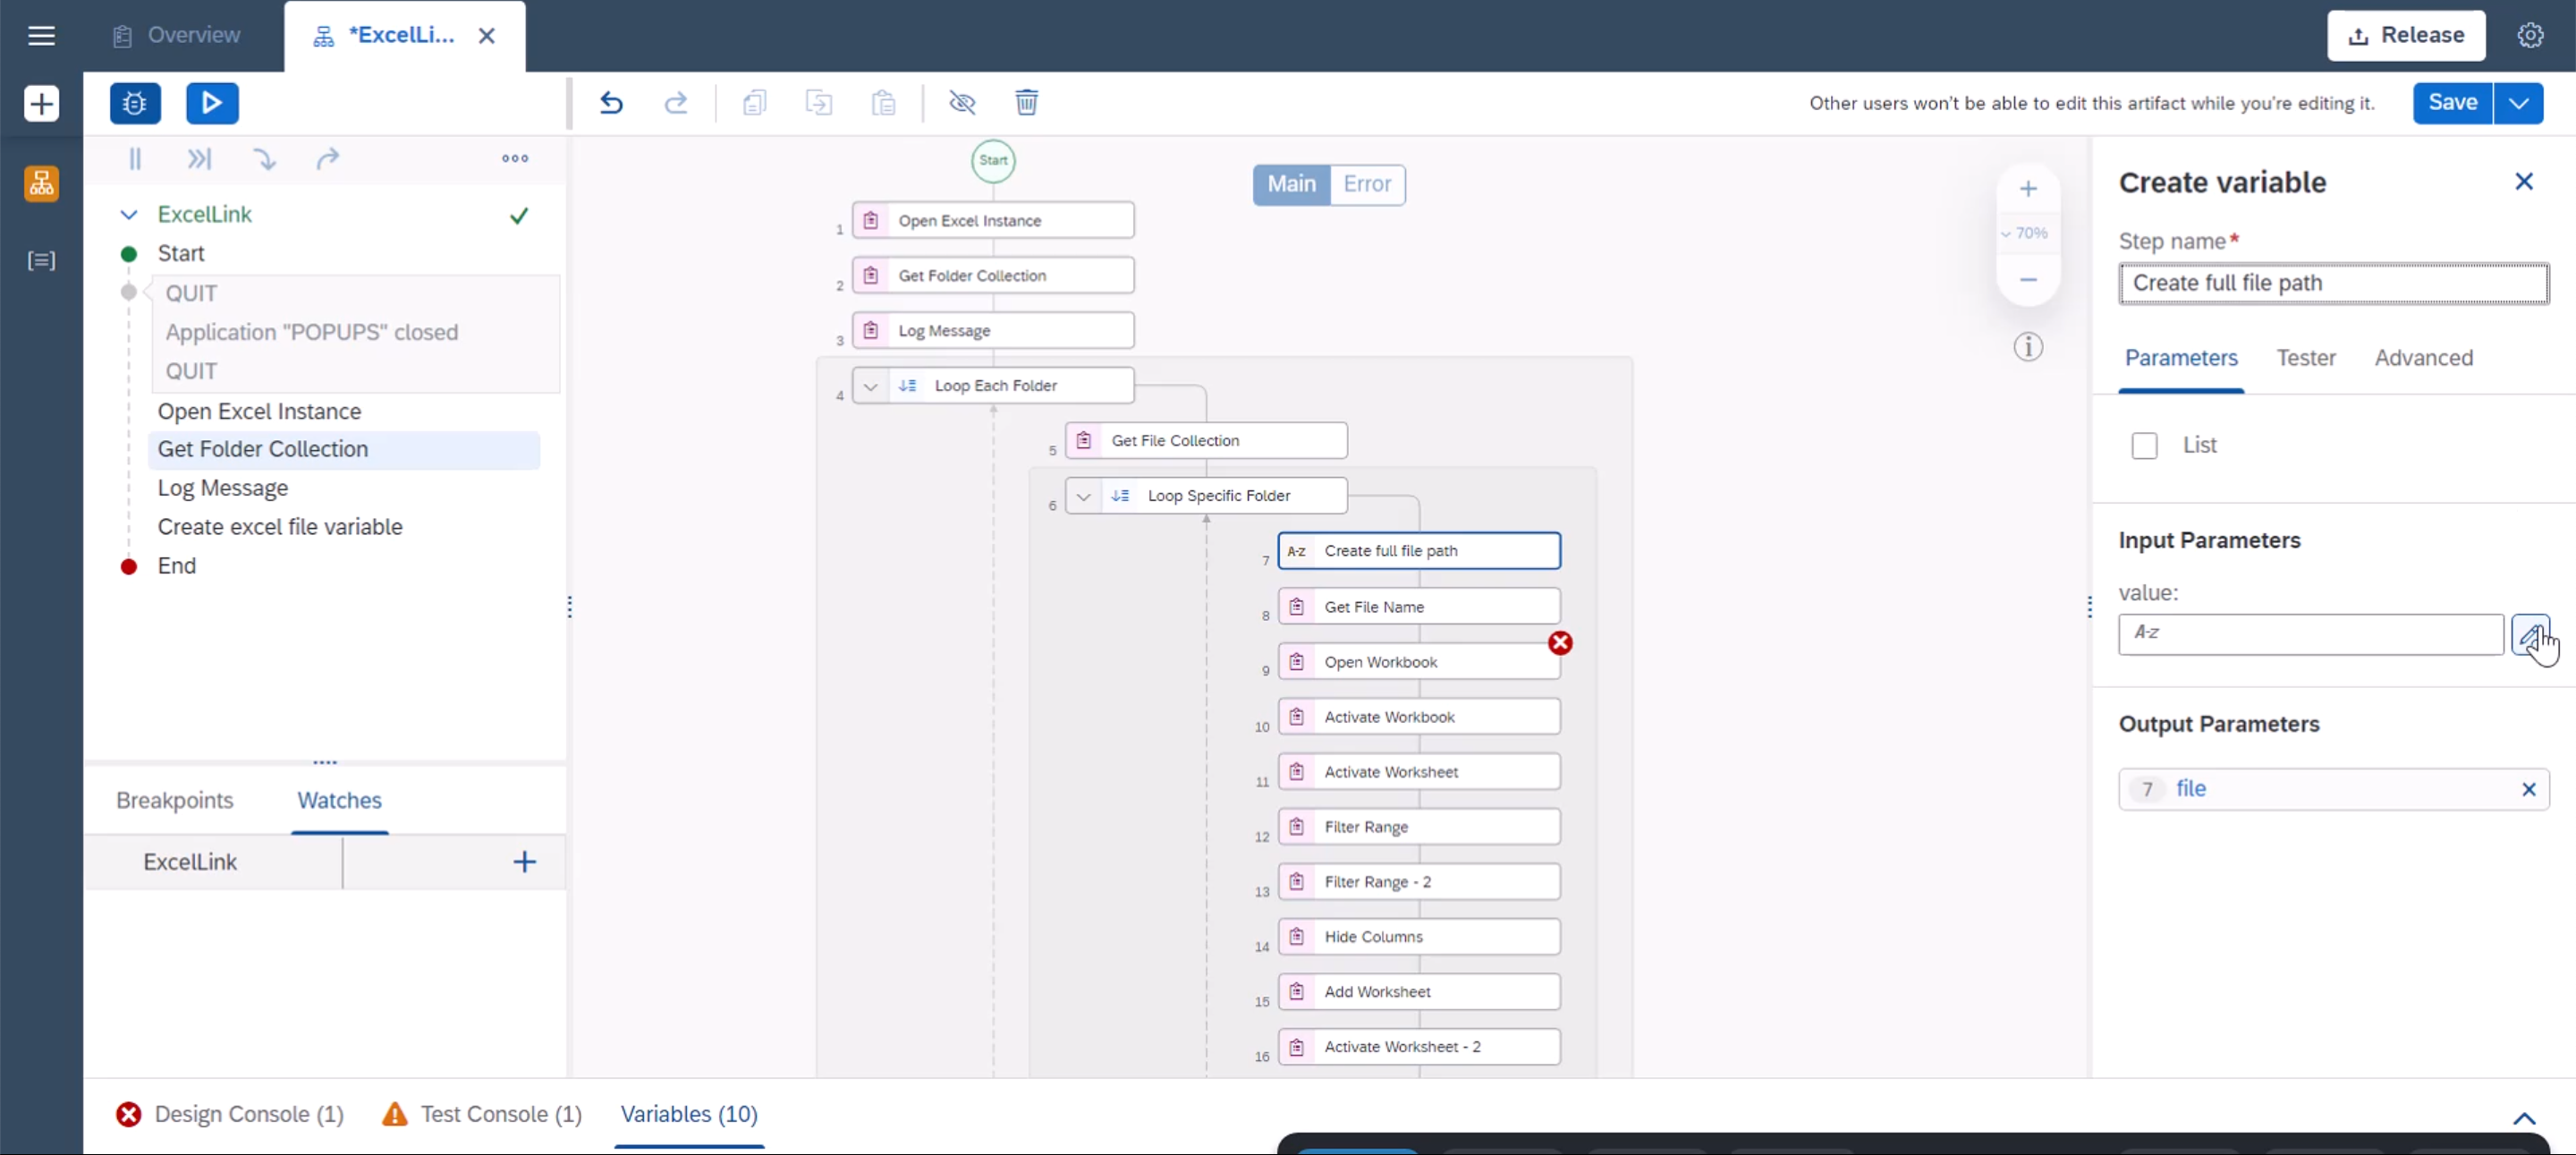 Overview
*ExcelLi...
Release
Other users won't be able to edit this artifact while you're editing it.
Save
ExcelLink
Start
QUIT
Application "POPUPS" closed
QUIT
Open Excel Instance
Get Folder Collection
Log Message
Create excel file variable
End
Breakpoints
Watches
ExcelLink
Start
Main
Error
70%
1 Open Excel Instance
2 Get Folder Collection
3 Log Message
4 Loop Each Folder
5 Get File Collection
6 Loop Specific Folder
7 A-z Create full file path
8 Get File Name
9 Open Workbook
10 Activate Workbook
11 Activate Worksheet
12 Filter Range
13 Filter Range - 2
14 Hide Columns
15 Add Worksheet
16 Activate Worksheet - 2
Create variable
Step name*
Create full file path
Parameters
Tester
Advanced
List
Input Parameters
value:
A-z
Output Parameters
7 file
Design Console (1)
Test Console (1)
Variables (10)